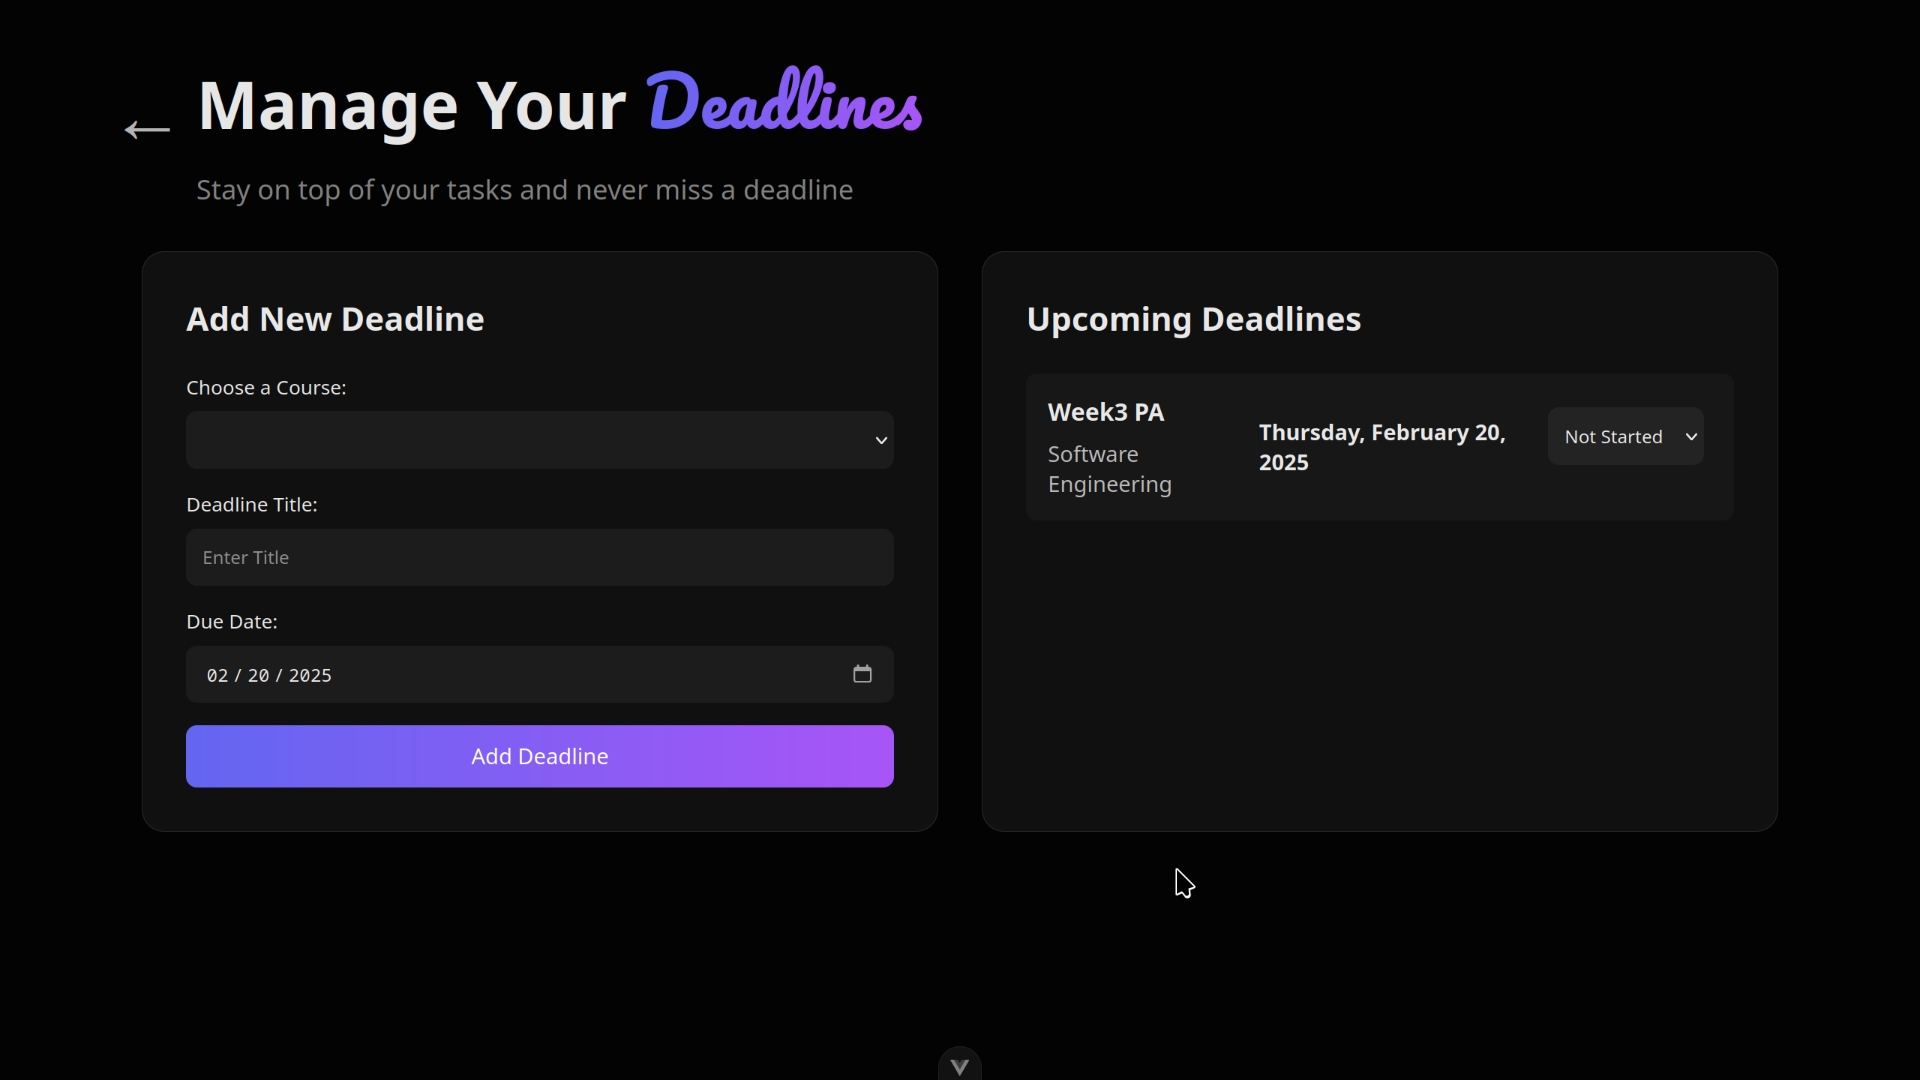 ← Manage Your Deadlines
Stay on top of your tasks and never miss a deadline
Add New Deadline
Choose a Course:
Deadline Title:
Enter Title
Due Date:
02 / 20 / 2025
Add Deadline
Upcoming Deadlines
Week3 PA
Software
Engineering
Thursday, February 20,
2025
Not Started